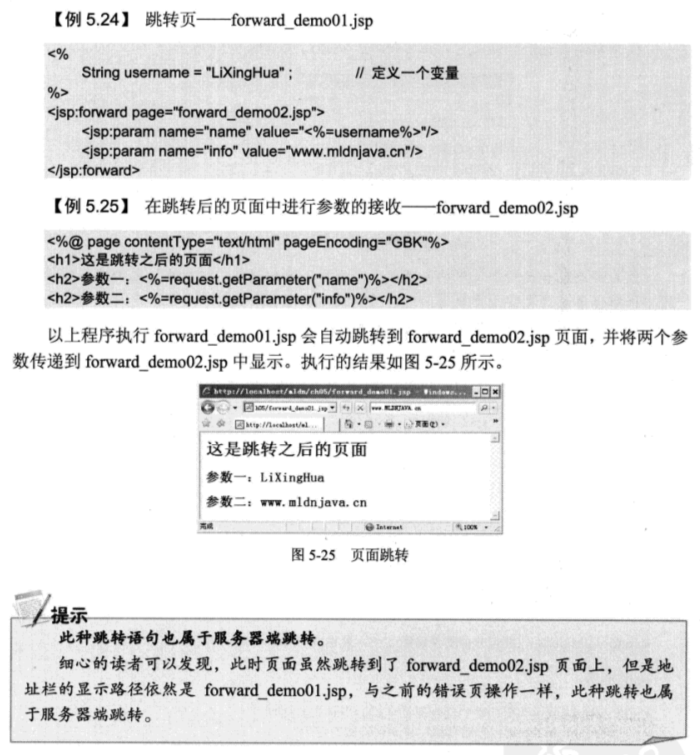 【例 5.24】 跳转页——forward_demo01.jsp
<%
String username = "LiXingHua" ; // 定义一个变量
%>
<jsp:forward page="forward_demo02.jsp">
<jsp:param name="name" value="<%=username%>"/>
<jsp:param name="info" value="www.mldnjava.cn"/>
</jsp:forward>
【例 5.25】 在跳转后的页面中进行参数的接收——forward_demo02.jsp
<%@ page contentType="text/html" pageEncoding="GBK"%>
<h1>这是跳转之后的页面</h1>
<h2>参数一：<%=request.getParameter("name")%></h2>
<h2>参数二：<%=request.getParameter("info")%></h2>
以上程序执行 forward_demo01.jsp 会自动跳转到 forward_demo02.jsp 页面，并将两个参
数传递到 forward_demo02.jsp 中显示。执行的结果如图 5-25 所示。
http://localhost/mldn/ch05/forward_demo01.jsp - Windows...
h05/forward_demo01.jsp www.MLDNJAVA.cn
http://localhost/ml... 页面(P)
这是跳转之后的页面
参数一：LiXingHua
参数二：www.mldnjava.cn
完成 Internet 100%
图 5-25 页面跳转
提示
此种跳转语句也属于服务器端跳转。
细心的读者可以发现，此时页面虽然跳转到了 forward_demo02.jsp 页面上，但是地
址栏的显示路径依然是 forward_demo01.jsp，与之前的错误页操作一样，此种跳转也属
于服务器端跳转。